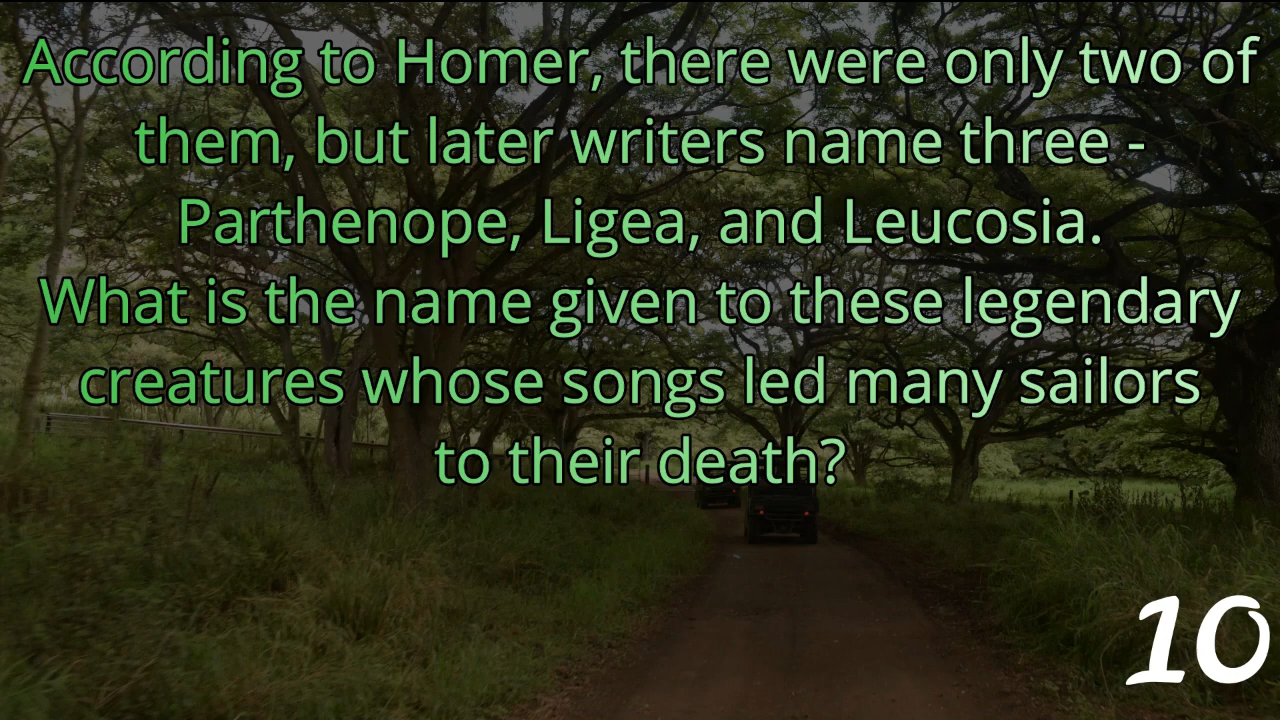 According to Homer, there were only two of
them, but later writers name three -
Parthenope, Ligea, and Leucosia.
What is the name given to these legendary
creatures whose songs led many sailors
to their death?
10